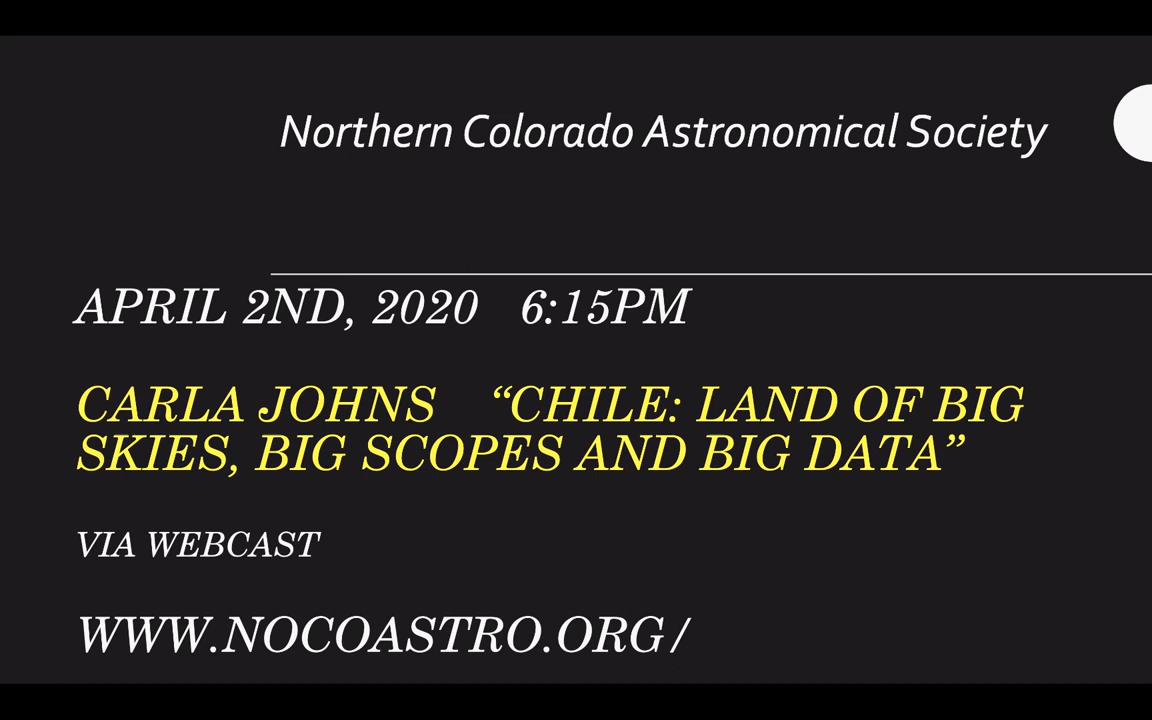 Northern Colorado Astronomical Society
APRIL 2ND, 2020 6:15PM
CARLA JOHNS “CHILE: LAND OF BIG
SKIES, BIG SCOPES AND BIG DATA”
VIA WEBCAST
WWW.NOCOASTRO.ORG/